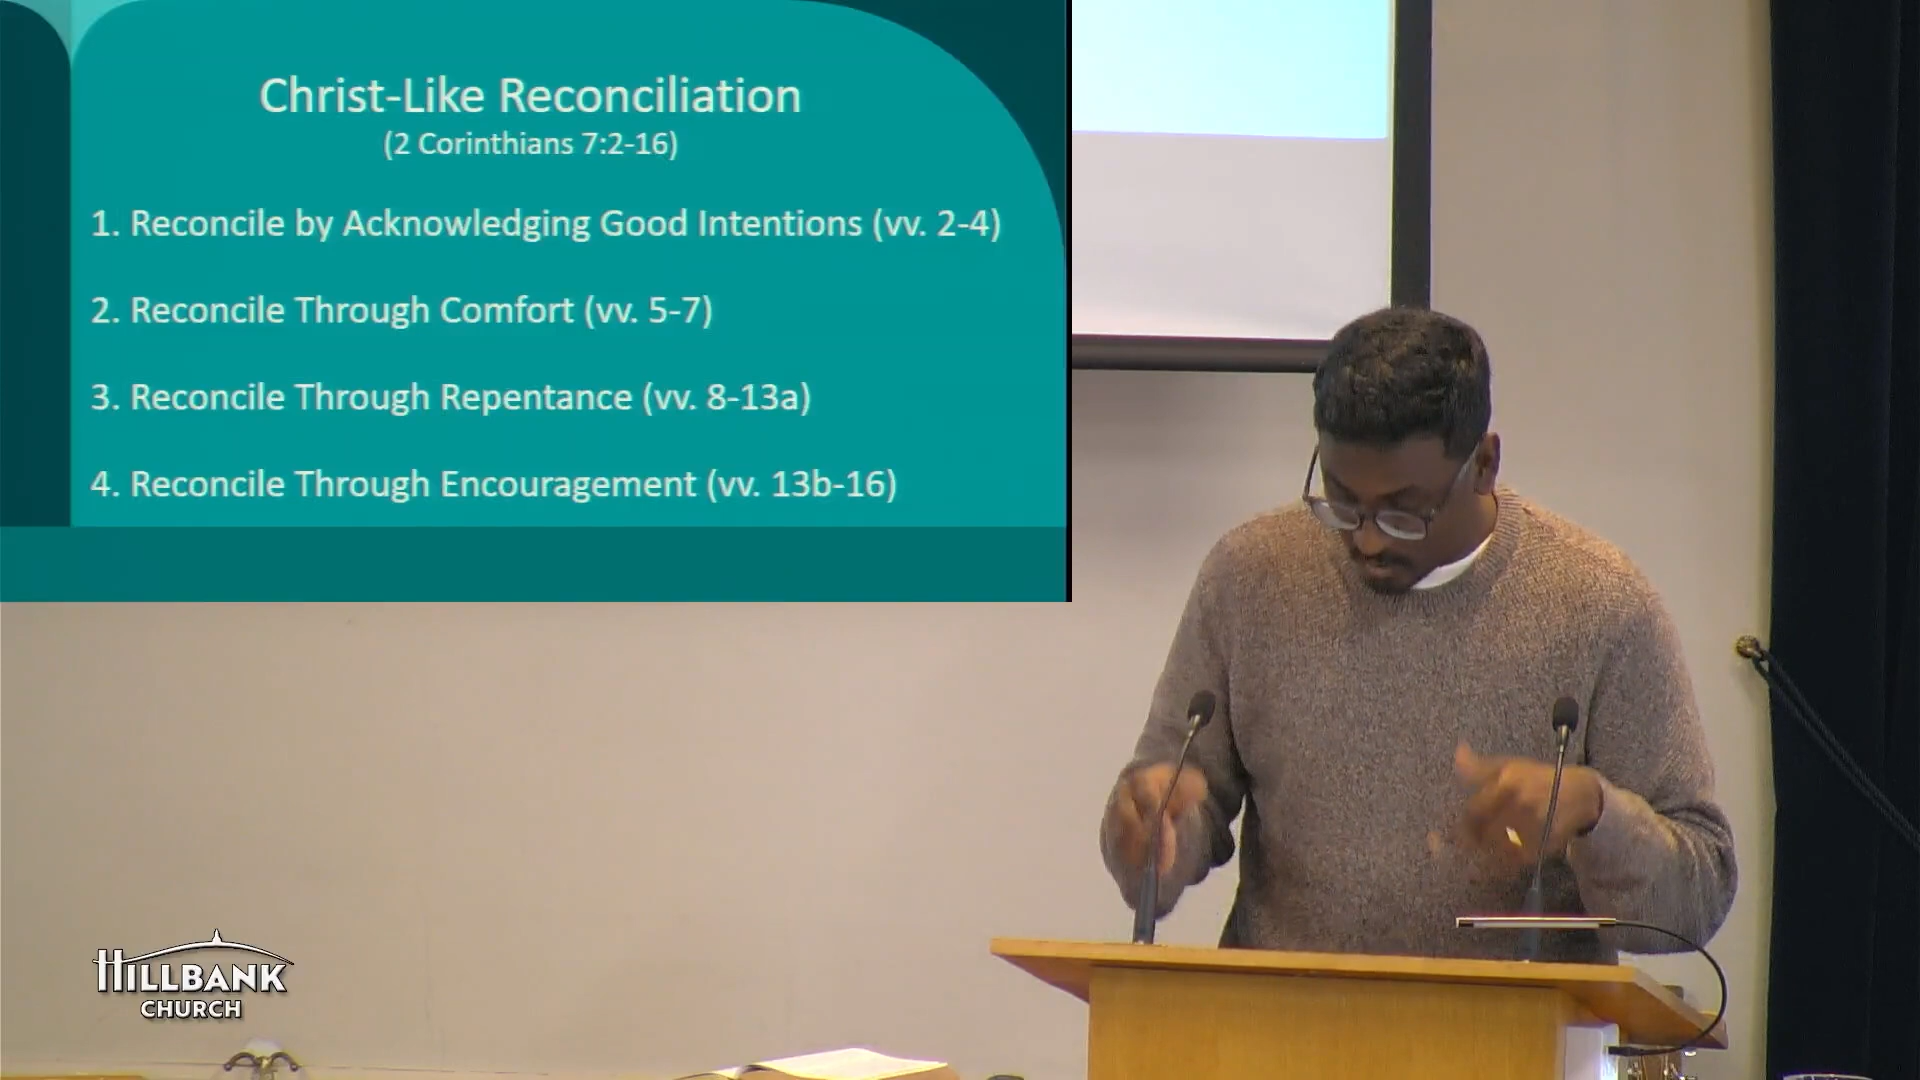 Christ-Like Reconciliation
(2 Corinthians 7:2-16)
1. Reconcile by Acknowledging Good Intentions (vv. 2-4)
2. Reconcile Through Comfort (vv. 5-7)
3. Reconcile Through Repentance (vv. 8-13a)
4. Reconcile Through Encouragement (vv. 13b-16)
HILLBANK
CHURCH